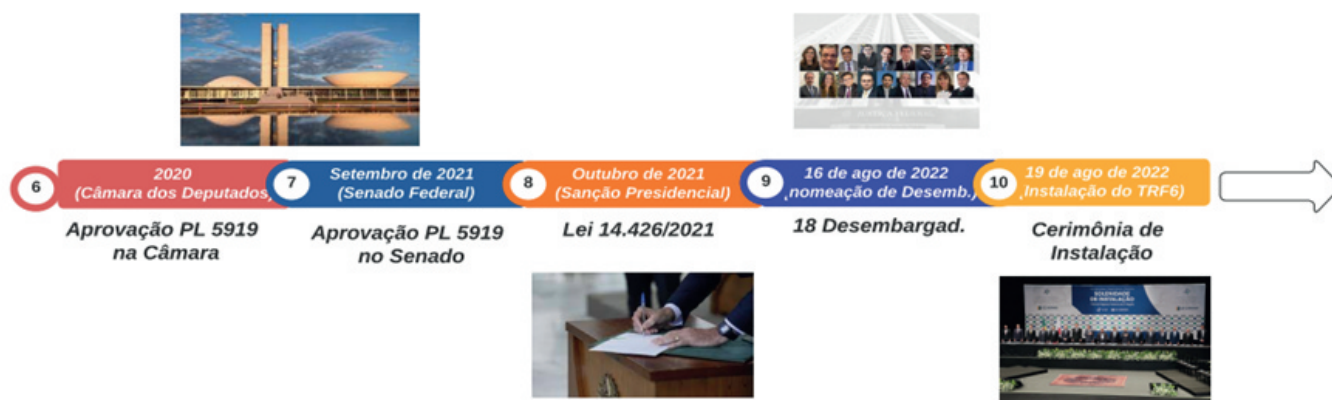 6
2020
(Câmara dos Deputados)
Aprovação PL 5919
na Câmara
7
Setembro de 2021
(Senado Federal)
Aprovação PL 5919
no Senado
8
Outubro de 2021
(Sanção Presidencial)
Lei 14.426/2021
9
16 de ago de 2022
(nomeação de Desemb.)
18 Desembargad.
10
19 de ago de 2022
(Instalação do TRF6)
Cerimônia de
Instalação
SOLENIDADE
DE INSTALAÇÃO